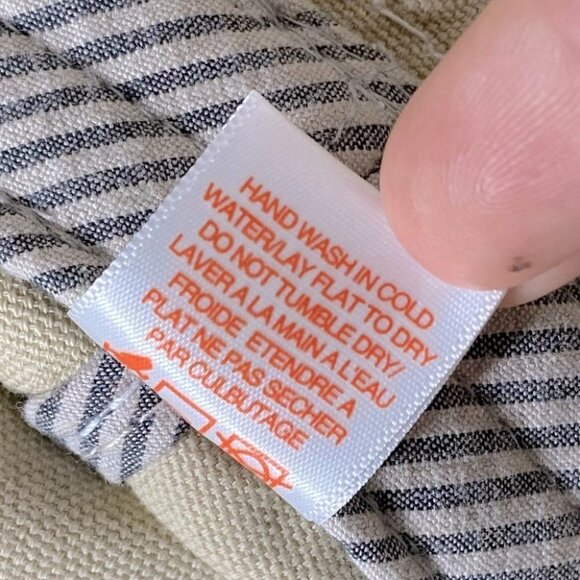 HAND WASH IN COLD
WATER/LAY FLAT TO DRY
DO NOT TUMBLE DRY/
LAVER A LA MAIN A L'EAU
FROIDE ETENDRE A
PLAT NE PAS SECHER
PAR CULBUTAGE